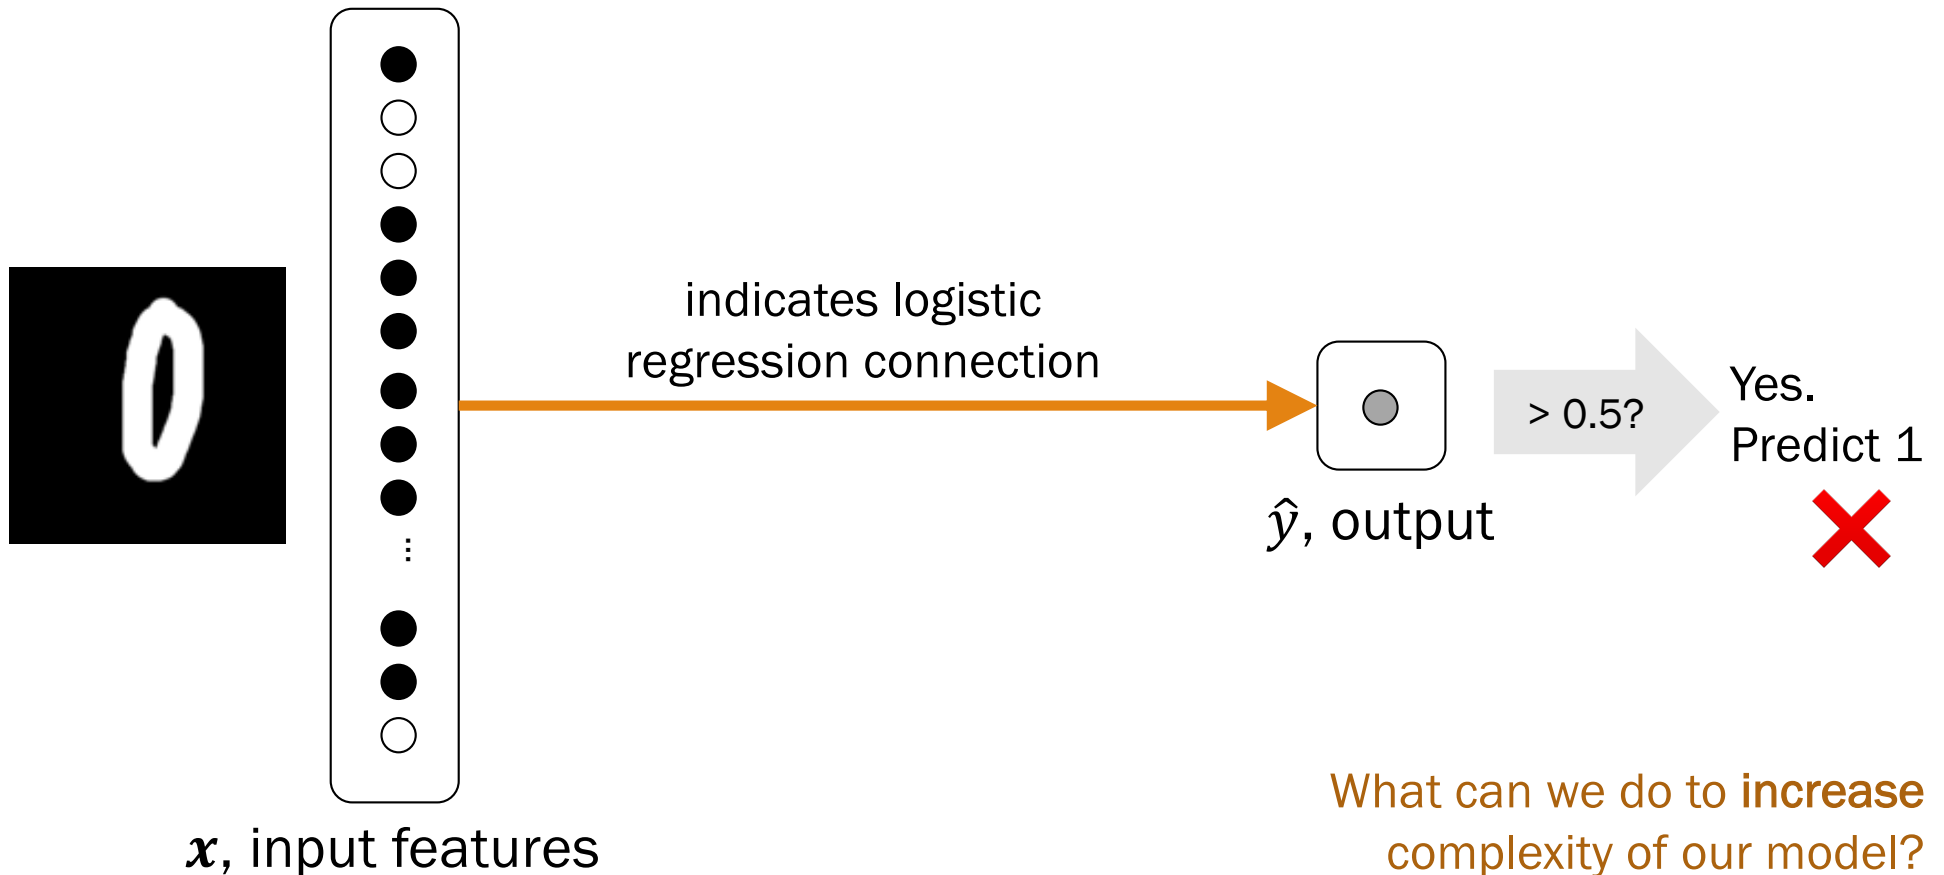 indicates logistic
regression connection
> 0.5?
Yes.
Predict 1
ŷ, output
x, input features
What can we do to increase
complexity of our model?